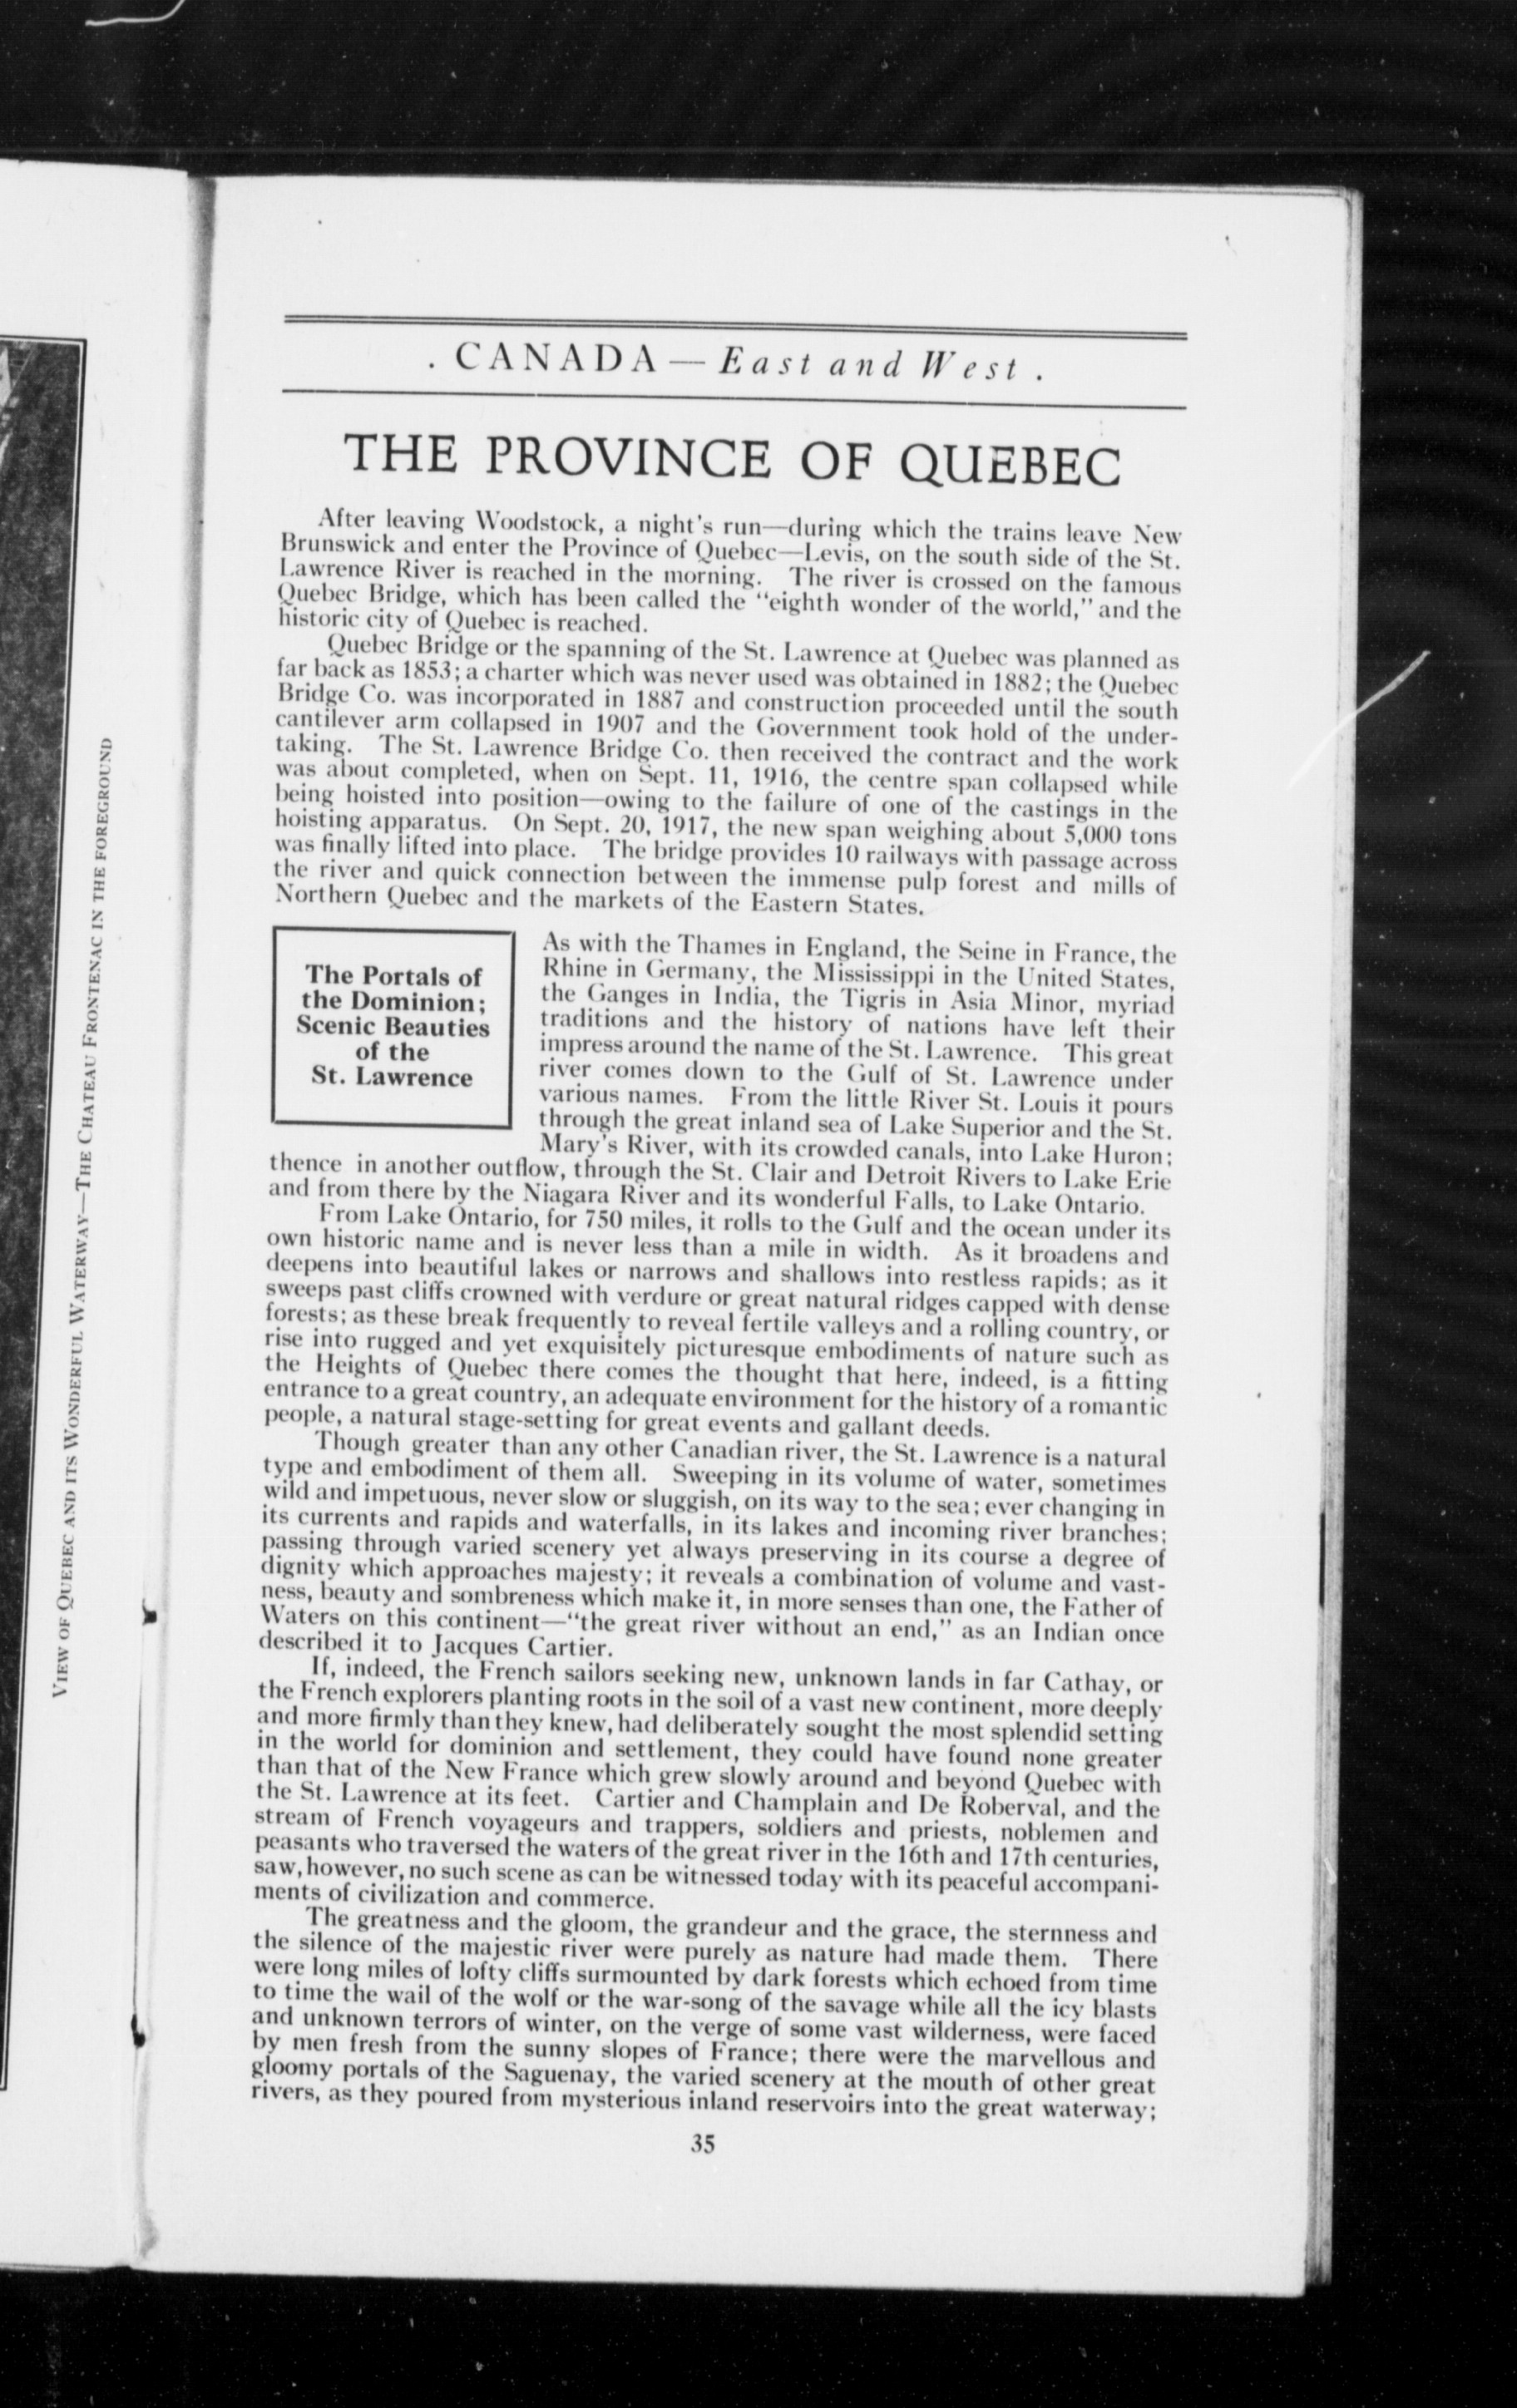 VIEW OF QUEBEC AND ITS WONDERFUL WATERWAY—THE CHATEAU FRONTENAC IN THE FOREGROUND
. CANADA—East and West .
THE PROVINCE OF QUEBEC
After leaving Woodstock, a night's run—during which the trains leave New
Brunswick and enter the Province of Quebec—Levis, on the south side of the St.
Lawrence River is reached in the morning. The river is crossed on the famous
Quebec Bridge, which has been called the "eighth wonder of the world," and the
historic city of Quebec is reached.
Quebec Bridge or the spanning of the St. Lawrence at Quebec was planned as
far back as 1853; a charter which was never used was obtained in 1882; the Quebec
Bridge Co. was incorporated in 1887 and construction proceeded until the south
cantilever arm collapsed in 1907 and the Government took hold of the under-
taking. The St. Lawrence Bridge Co. then received the contract and the work
was about completed, when on Sept. 11, 1916, the centre span collapsed while
being hoisted into position—owing to the failure of one of the castings in the
hoisting apparatus. On Sept. 20, 1917, the new span weighing about 5,000 tons
was finally lifted into place. The bridge provides 10 railways with passage across
the river and quick connection between the immense pulp forest and mills of
Northern Quebec and the markets of the Eastern States.
The Portals of
the Dominion;
Scenic Beauties
of the
St. Lawrence
As with the Thames in England, the Seine in France, the
Rhine in Germany, the Mississippi in the United States,
the Ganges in India, the Tigris in Asia Minor, myriad
traditions and the history of nations have left their
impress around the name of the St. Lawrence. This great
river comes down to the Gulf of St. Lawrence under
various names. From the little River St. Louis it pours
through the great inland sea of Lake Superior and the St.
Mary's River, with its crowded canals, into Lake Huron;
thence in another outflow, through the St. Clair and Detroit Rivers to Lake Erie
and from there by the Niagara River and its wonderful Falls, to Lake Ontario.
From Lake Ontario, for 750 miles, it rolls to the Gulf and the ocean under its
own historic name and is never less than a mile in width. As it broadens and
deepens into beautiful lakes or narrows and shallows into restless rapids; as it
sweeps past cliffs crowned with verdure or great natural ridges capped with dense
forests; as these break frequently to reveal fertile valleys and a rolling country, or
rise into rugged and yet exquisitely picturesque embodiments of nature such as
the Heights of Quebec there comes the thought that here, indeed, is a fitting
entrance to a great country, an adequate environment for the history of a romantic
people, a natural stage-setting for great events and gallant deeds.
Though greater than any other Canadian river, the St. Lawrence is a natural
type and embodiment of them all. Sweeping in its volume of water, sometimes
wild and impetuous, never slow or sluggish, on its way to the sea; ever changing in
its currents and rapids and waterfalls, in its lakes and incoming river branches;
passing through varied scenery yet always preserving in its course a degree of
dignity which approaches majesty; it reveals a combination of volume and vast-
ness, beauty and sombreness which make it, in more senses than one, the Father of
Waters on this continent—"the great river without an end," as an Indian once
described it to Jacques Cartier.
If, indeed, the French sailors seeking new, unknown lands in far Cathay, or
the French explorers planting roots in the soil of a vast new continent, more deeply
and more firmly than they knew, had deliberately sought the most splendid setting
in the world for dominion and settlement, they could have found none greater
than that of the New France which grew slowly around and beyond Quebec with
the St. Lawrence at its feet. Cartier and Champlain and De Roberval, and the
stream of French voyageurs and trappers, soldiers and priests, noblemen and
peasants who traversed the waters of the great river in the 16th and 17th centuries,
saw, however, no such scene as can be witnessed today with its peaceful accompani-
ments of civilization and commerce.
The greatness and the gloom, the grandeur and the grace, the sternness and
the silence of the majestic river were purely as nature had made them. There
were long miles of lofty cliffs surmounted by dark forests which echoed from time
to time the wail of the wolf or the war-song of the savage while all the icy blasts
and unknown terrors of winter, on the verge of some vast wilderness, were faced
by men fresh from the sunny slopes of France; there were the marvellous and
gloomy portals of the Saguenay, the varied scenery at the mouth of other great
rivers, as they poured from mysterious inland reservoirs into the great waterway;
35